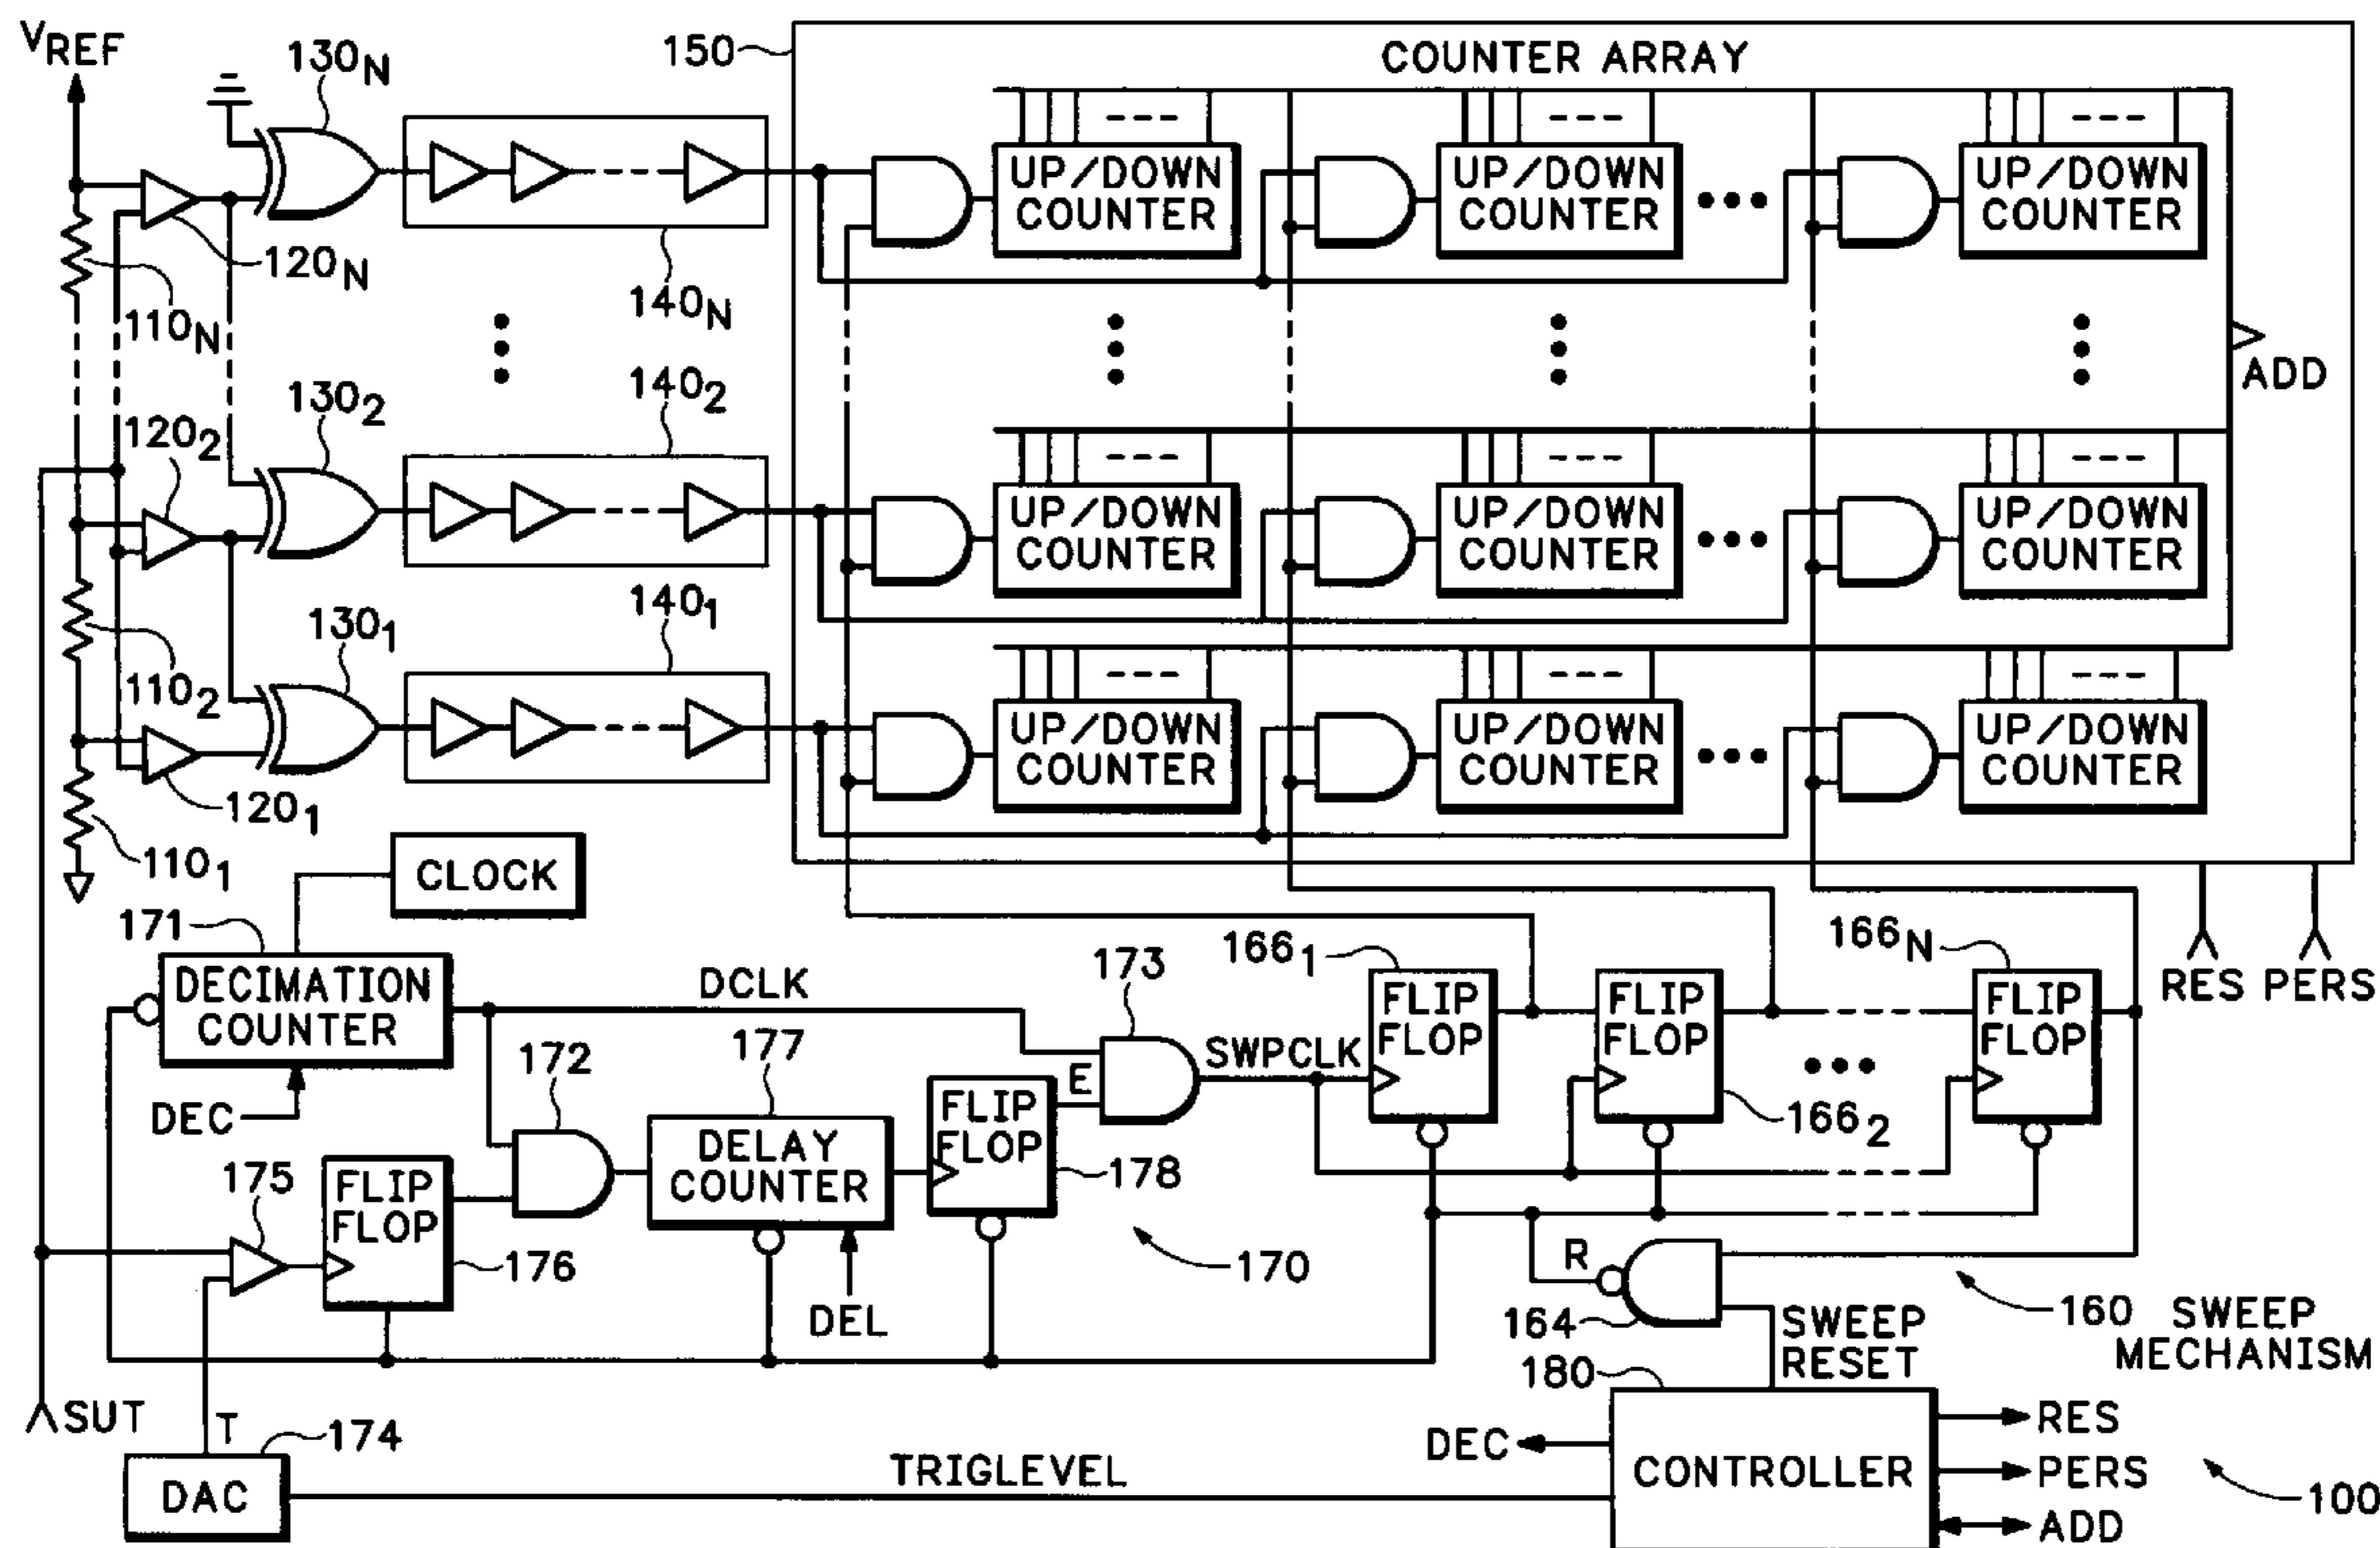 VREF
130N
150
COUNTER ARRAY
UP/DOWN
COUNTER
UP/DOWN
COUNTER
UP/DOWN
COUNTER
120N
140N
110N
ADD
1302
1402
1202
UP/DOWN
COUNTER
UP/DOWN
COUNTER
UP/DOWN
COUNTER
1301
1401
1102
UP/DOWN
COUNTER
UP/DOWN
COUNTER
UP/DOWN
COUNTER
1201
1101
CLOCK
171
DECIMATION
COUNTER
DCLK
173
1661
166N
RES PERS
FLIP
FLOP
FLIP
FLOP
FLIP
FLOP
172
177
SWPCLK
E
DEC
FLIP
FLOP
1662
DELAY
COUNTER
178
175
FLIP
FLOP
176
170
R
DEL
164
160 SWEEP
MECHANISM
SWEEP
RESET
180
SUT
T
174
DAC
TRIGLEVEL
DEC
CONTROLLER
RES
PERS
ADD
100